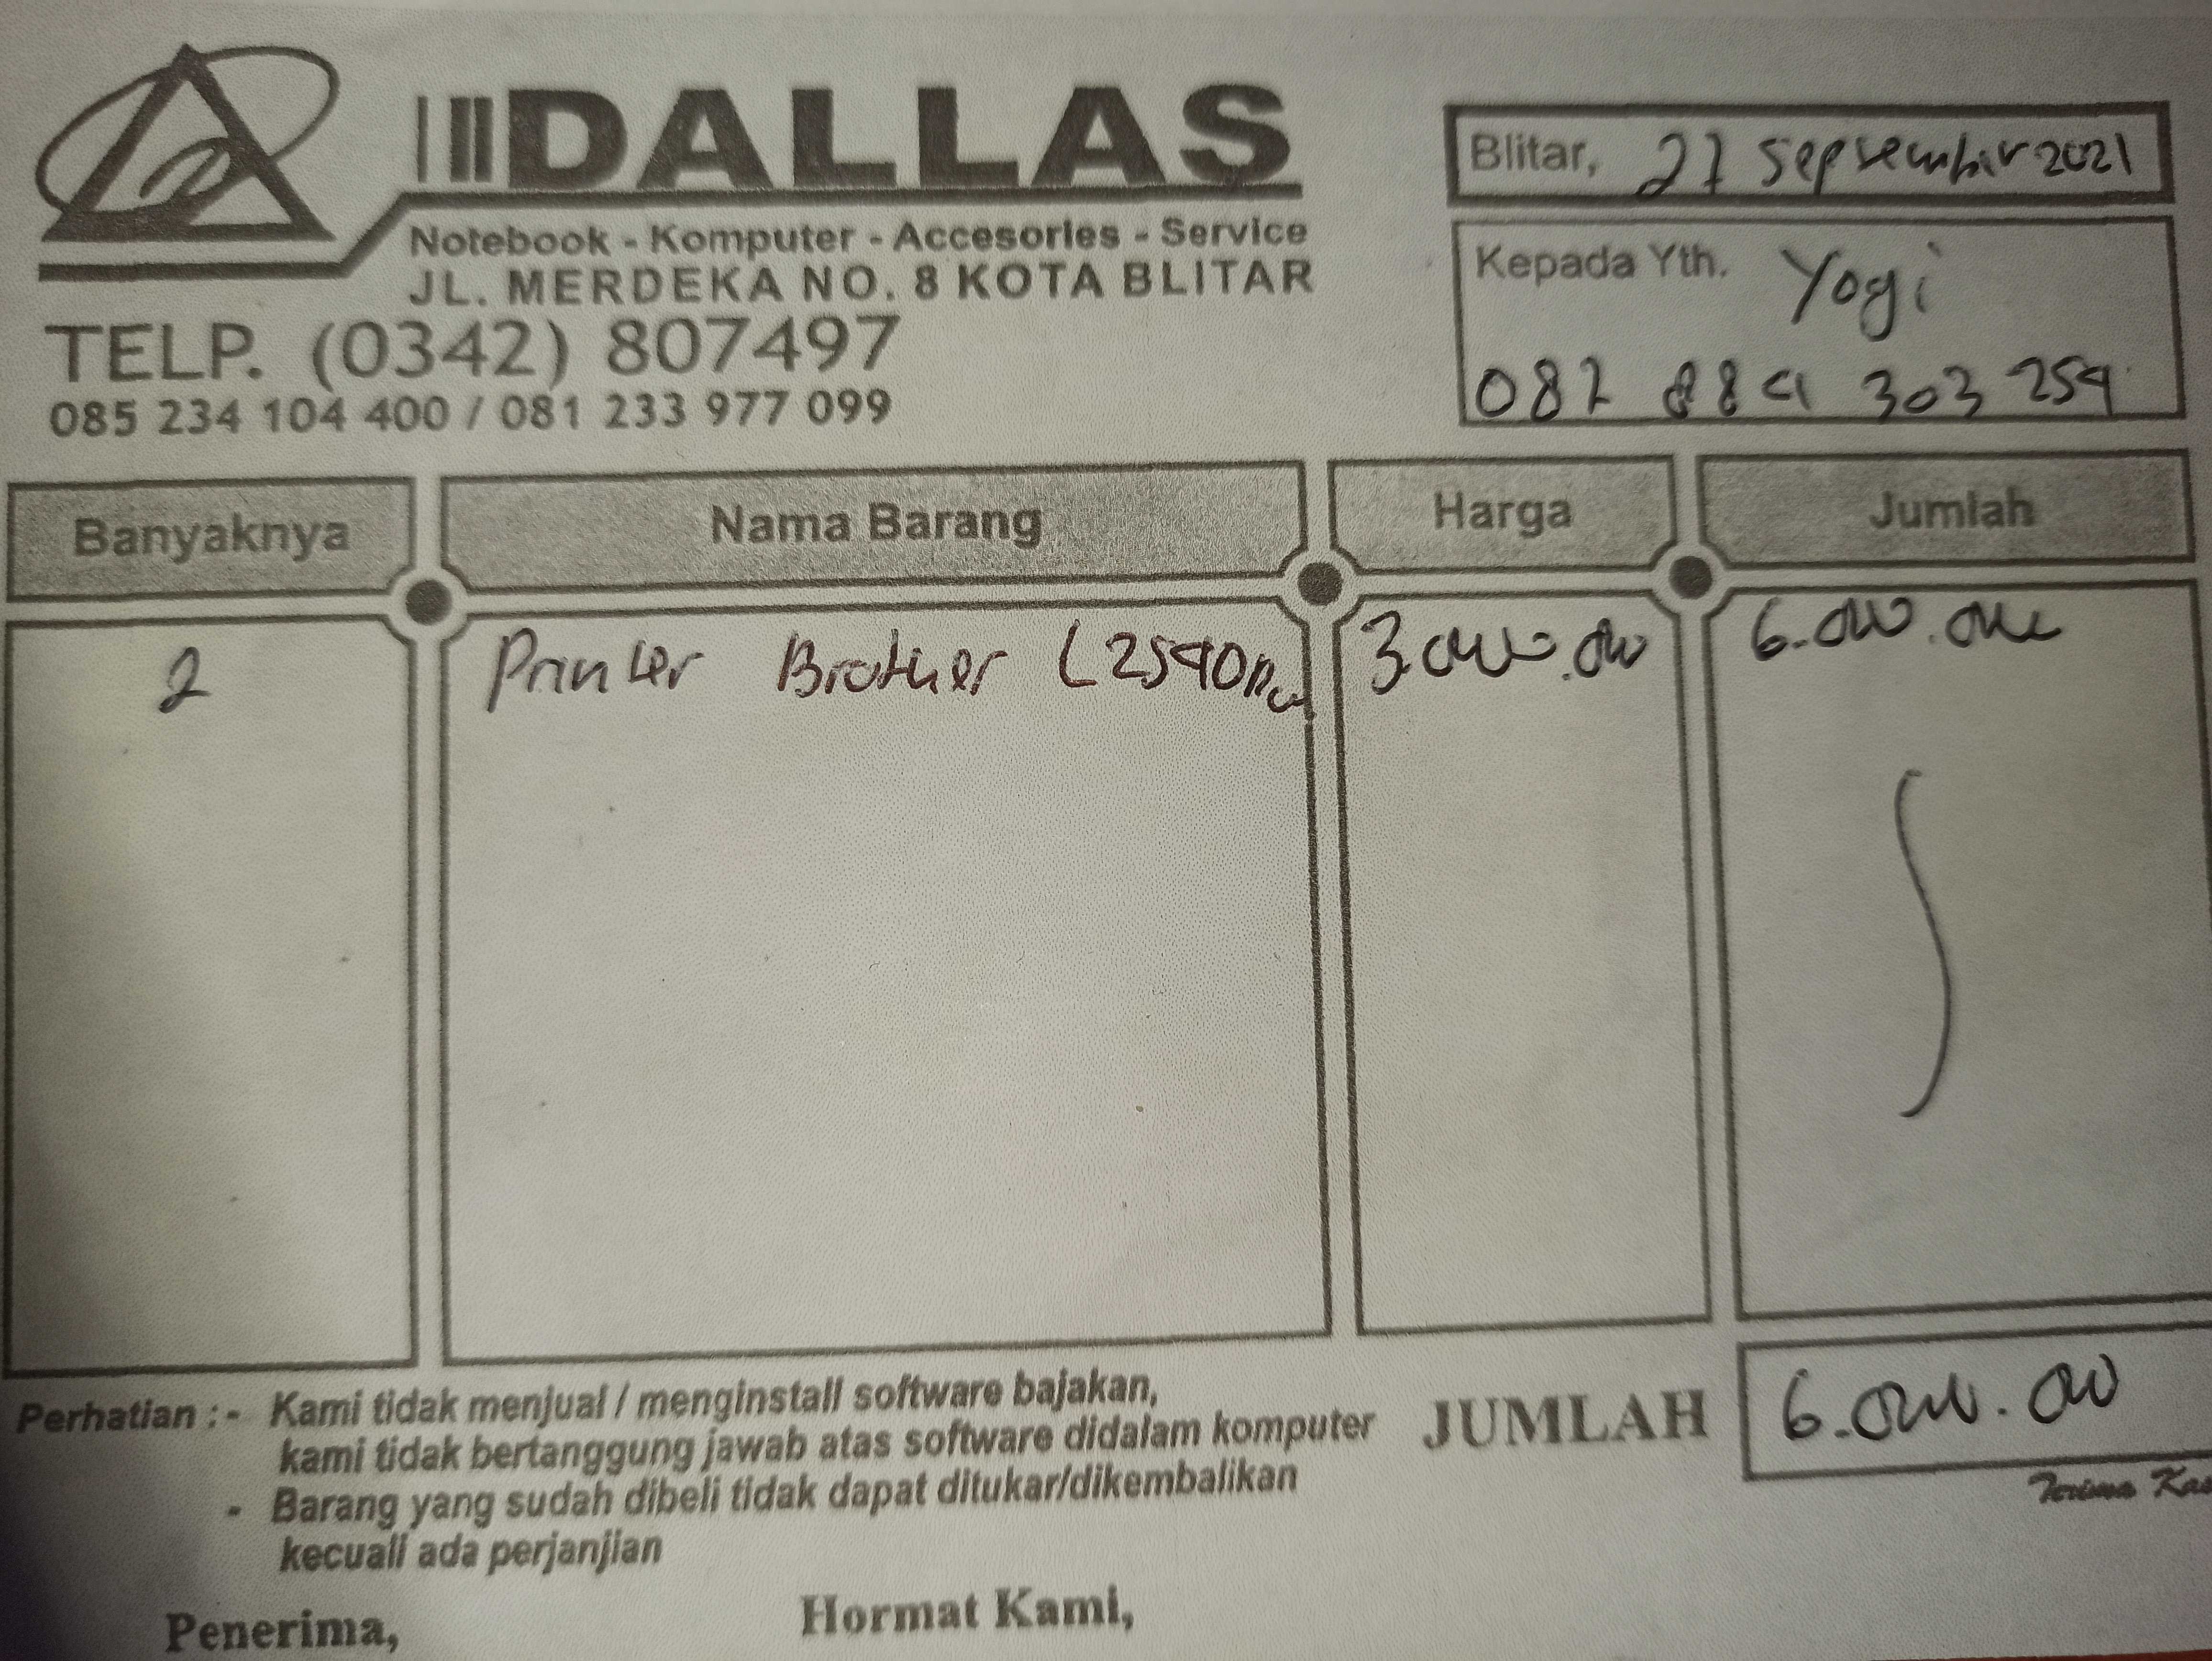 DALLAS
Notebook - Komputer - Accesories - Service
JL. MERDEKA NO. 8 KOTA BLITAR
TELP. (0342) 807497
085 234 104 400 / 081 233 977 099
Blitar, 27 September 2021
Kepada Yth. Yogi
303 259
Banyaknya Nama Barang Harga Jumlah
2 Printer Brother L2540 3.000.000 6.000.000
JUMLAH 6.000.000
Perhatian : - Kami tidak menjual / menginstall software bajakan,
kami tidak bertanggung jawab atas software didalam komputer
- Barang yang sudah dibeli tidak dapat ditukar/dikembalikan
kecuali ada perjanjian
Terima Kas
Penerima, Hormat Kami,